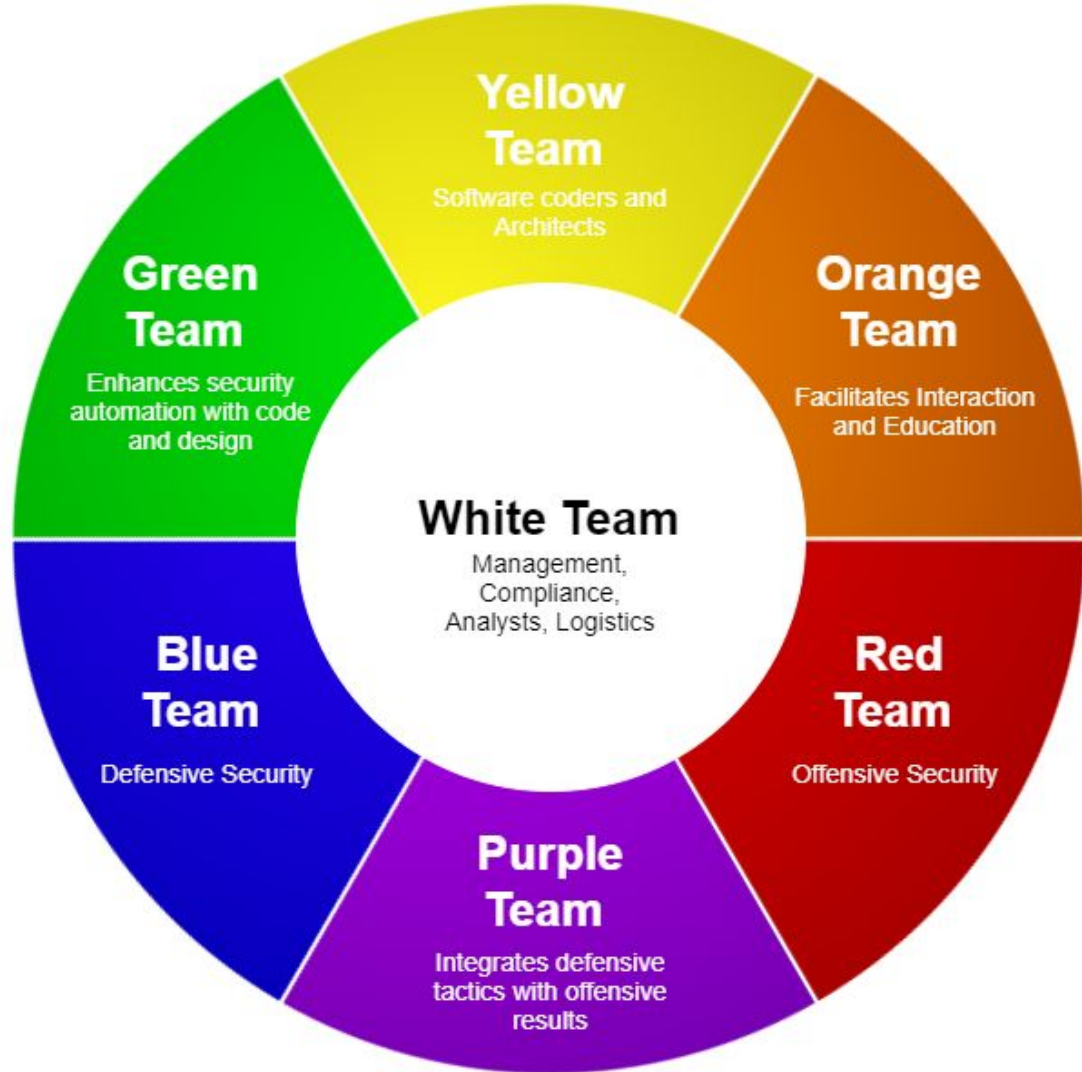 Yellow
Team
Software coders and
Architects
Orange
Team
Facilitates Interaction
and Education
Red
Team
Offensive Security
Purple
Team
Integrates defensive
tactics with offensive
results
Blue
Team
Defensive Security
Green
Team
Enhances security
automation with code
and design
White Team
Management,
Compliance,
Analysts, Logistics